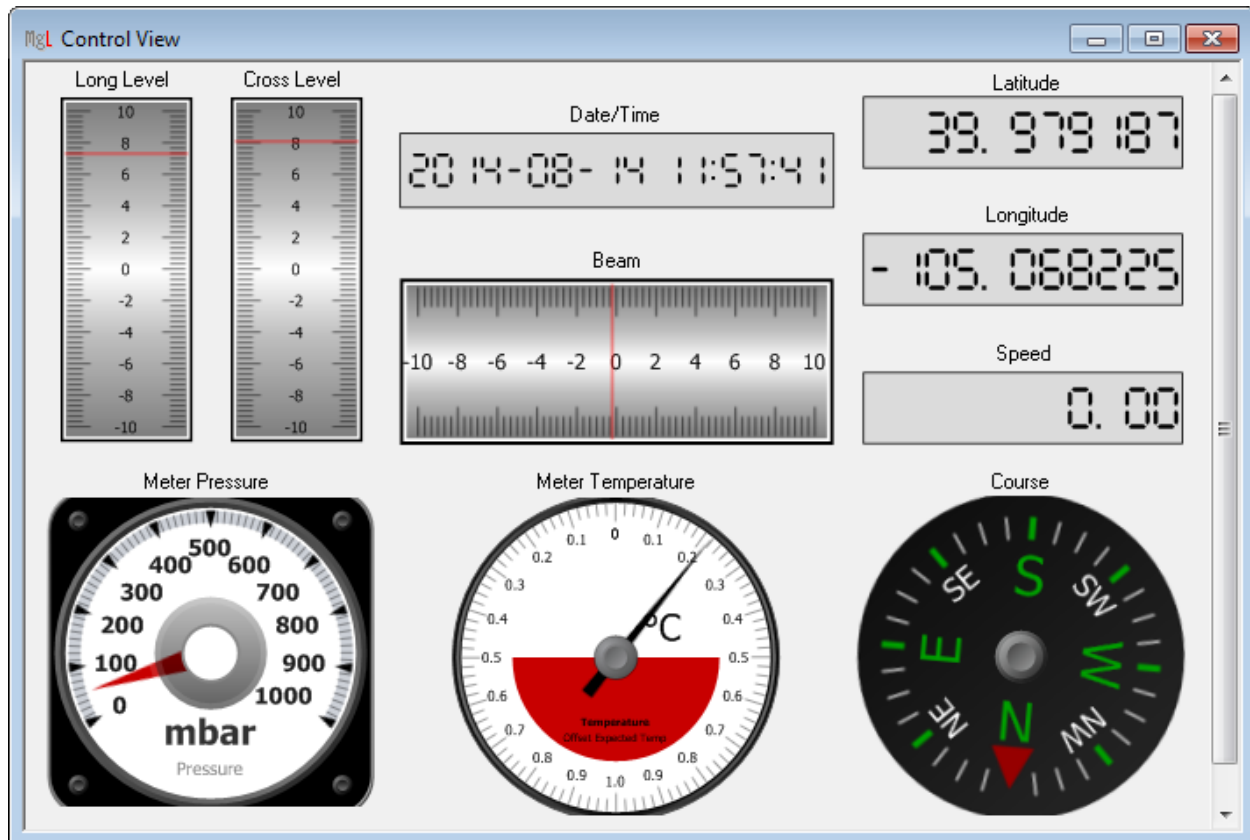 MgL Control View
Long Level
Cross Level
10
8
6
4
2
0
-2
-4
-6
-8
-10
10
8
6
4
2
0
-2
-4
-6
-8
-10
Date/Time
2014-08-14 11:57:41
Beam
-10 -8 -6 -4 -2 0 2 4 6 8 10
Latitude
39.979187
Longitude
-105.068225
Speed
0.00
Meter Pressure
0
100
200
300
400
500
600
700
800
900
1000
mbar
Pressure
Meter Temperature
0
0.1
0.2
0.3
0.4
0.5
0.6
0.7
0.8
0.9
1.0
0.9
0.8
0.7
0.6
0.5
0.4
0.3
0.2
0.1
°C
Temperature
Offset Expected Temp
Course
S
SW
W
NW
N
NE
E
SE